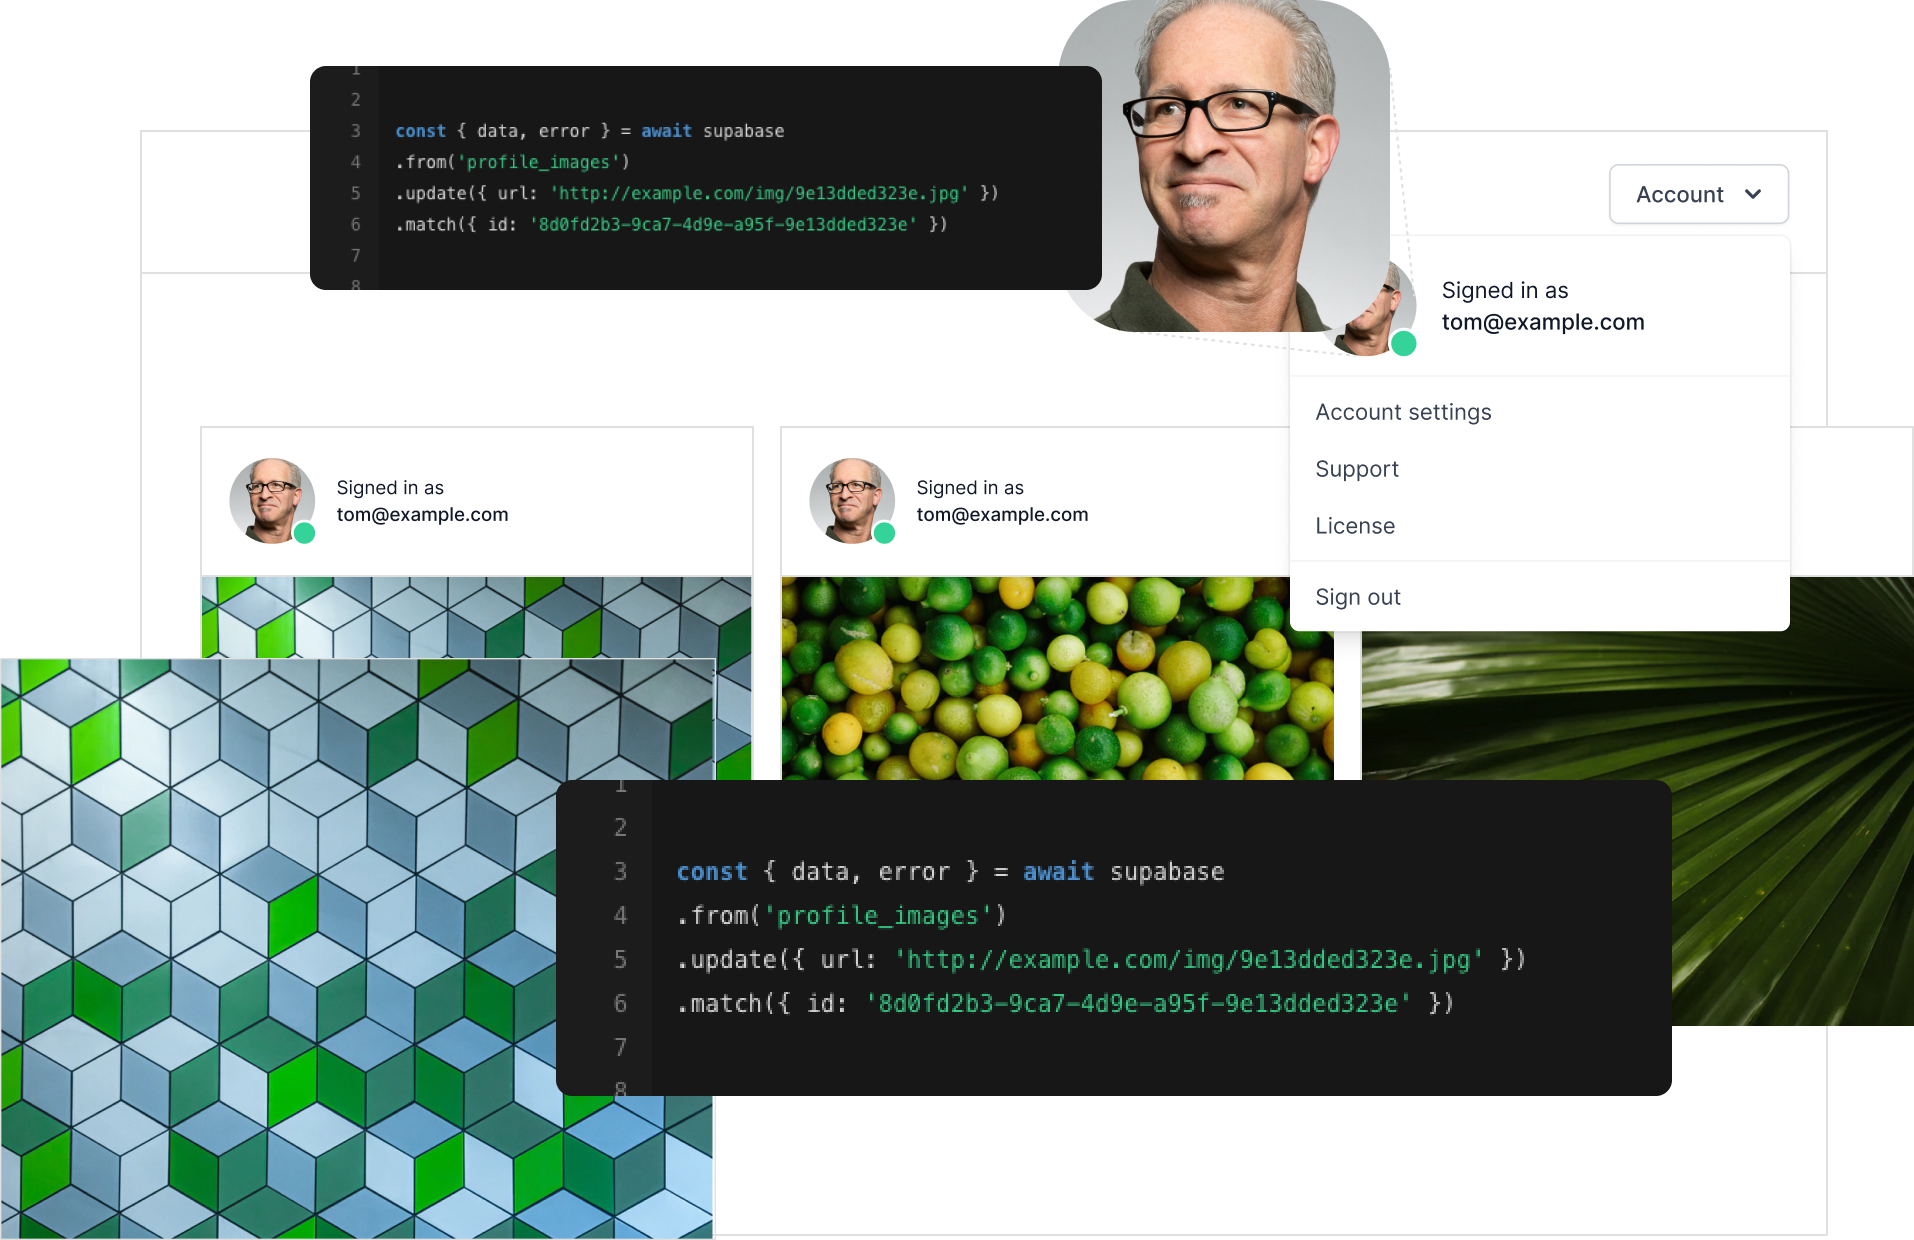 1
2
3 const { data, error } = await supabase
4 .from('profile_images')
5 .update({ url: 'http://example.com/img/9e13dded323e.jpg' })
6 .match({ id: '8d0fd2b3-9ca7-4d9e-a95f-9e13dded323e' })
7
8
Account
Signed in as
tom@example.com
Account settings
Support
License
Sign out
Signed in as
tom@example.com
Signed in as
tom@example.com
1
2
3 const { data, error } = await supabase
4 .from('profile_images')
5 .update({ url: 'http://example.com/img/9e13dded323e.jpg' })
6 .match({ id: '8d0fd2b3-9ca7-4d9e-a95f-9e13dded323e' })
7
8